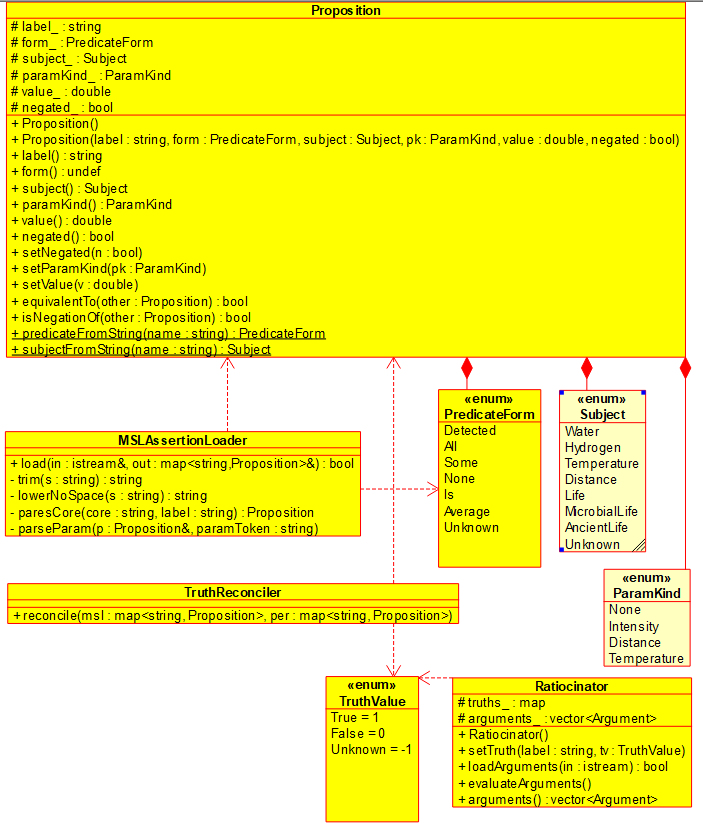 Proposition
# label_ : string
# form_ : PredicateForm
# subject_ : Subject
# paramKind_ : ParamKind
# value_ : double
# negated_ : bool
+ Proposition()
+ Proposition(label : string, form : PredicateForm, subject : Subject, pk : ParamKind, value : double, negated : bool)
+ label() : string
+ form() : undef
+ subject() : Subject
+ paramKind() : ParamKind
+ value() : double
+ negated() : bool
+ setNegated(n : bool)
+ setParamKind(pk : ParamKind)
+ setValue(v : double)
+ equivalentTo(other : Proposition) : bool
+ isNegationOf(other : Proposition) : bool
+ predicateFromString(name : string) : PredicateForm
+ subjectFromString(name : string) : Subject
MSLAssertionLoader
+ load(in : istream&, out : map<string,Proposition>&) : bool
- trim(s : string) : string
- lowerNoSpace(s : string) : string
- paresCore(core : string, label : string) : Proposition
- parseParam(p : Proposition&, paramToken : string)
«enum»
PredicateForm
Detected
All
Some
None
Is
Average
Unknown
«enum»
Subject
Water
Hydrogen
Temperature
Distance
Life
MicrobialLife
AncientLife
Unknown
«enum»
ParamKind
None
Intensity
Distance
Temperature
TruthReconciler
+ reconcile(msl : map<string, Proposition>, per : map<string, Proposition>)
«enum»
TruthValue
True = 1
False = 0
Unknown = -1
Ratiocinator
# truths_ : map
# arguments_ : vector<Argument>
+ Ratiocinator()
+ setTruth(label : string, tv : TruthValue)
+ loadArguments(in : istream) : bool
+ evaluateArguments()
+ arguments() : vector<Argument>